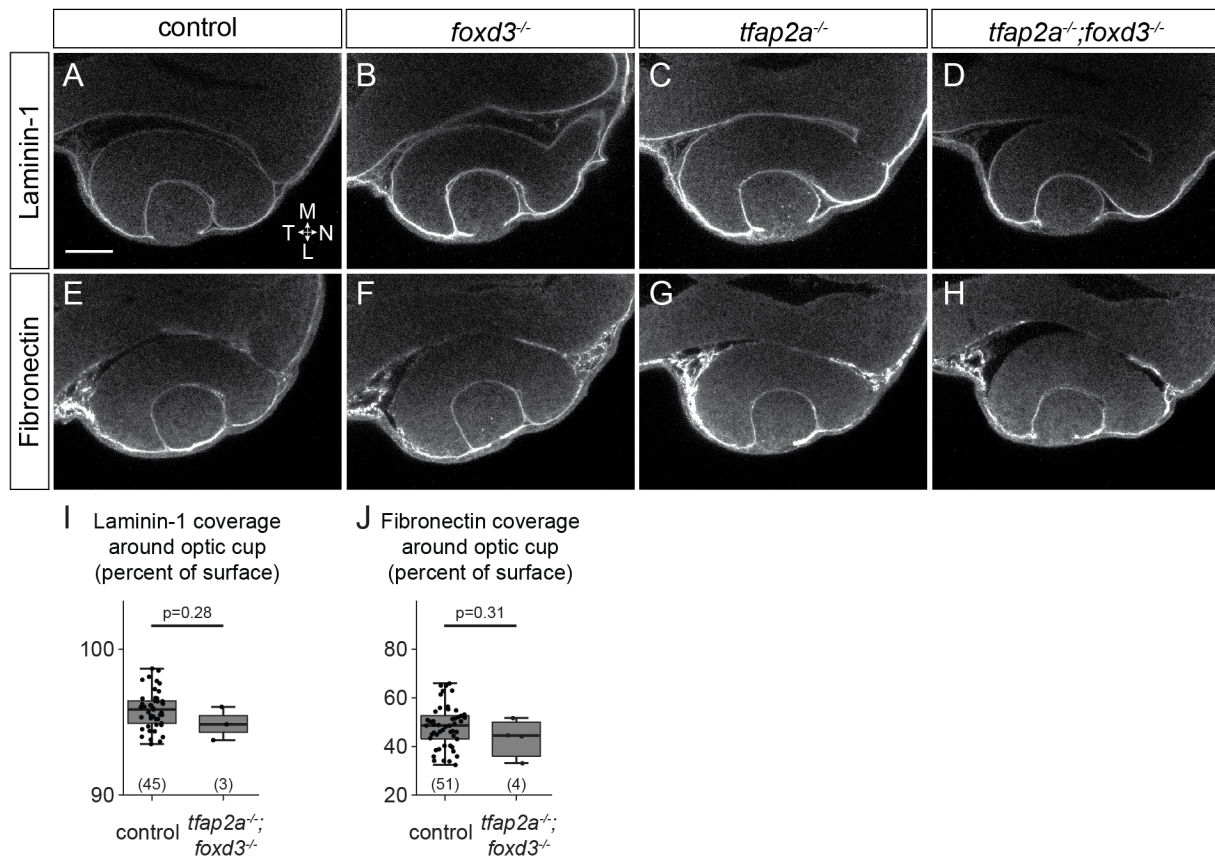 control
foxd3-/-
tfap2a-/-
tfap2a-/-;foxd3-/-
Laminin-1
A
B
C
D
M
T N
L
Fibronectin
E
F
G
H
I Laminin-1 coverage
around optic cup
(percent of surface)
p=0.28
100
90
(45)
(3)
control
tfap2a-/-;
foxd3-/-
J Fibronectin coverage
around optic cup
(percent of surface)
p=0.31
80
60
40
20
(51)
(4)
control
tfap2a-/-;
foxd3-/-